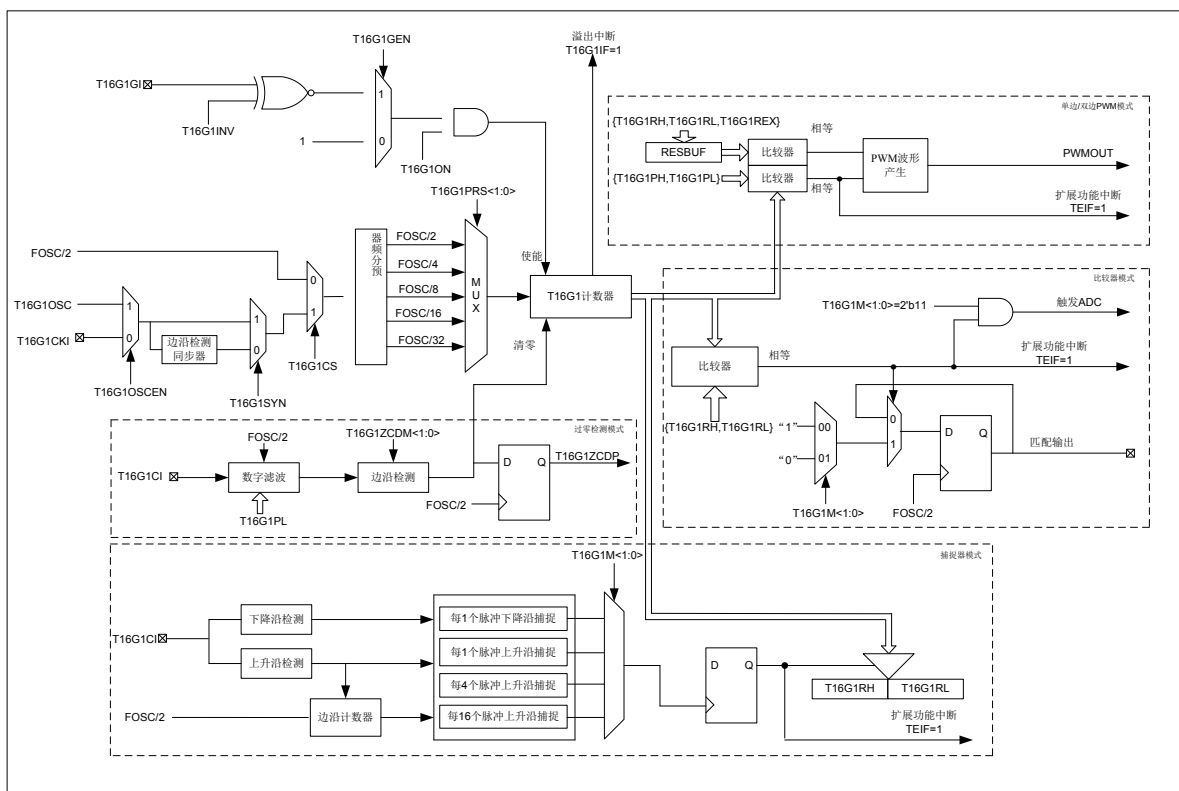 溢出中断
T16G1IF=1
T16G1GEN
T16G1GI
T16G1INV
1
1
0
T16G1ON
T16G1PRS<1:0>
FOSC/2
T16G1OSC
T16G1CKI
1
0
边沿检测
同步器
1
0
0
1
T16G1OSCEN
T16G1SYN
T16G1CS
器频分预
FOSC/2
FOSC/4
FOSC/8
FOSC/16
FOSC/32
MUX
使能
T16G1计数器
清零
单边/双边PWM模式
{T16G1RH,T16G1RL,T16G1REX}
RESBUF
比较器
相等
{T16G1PH,T16G1PL}
比较器
相等
PWM波形
产生
PWMOUT
扩展功能中断
TEIF=1
比较器模式
T16G1M<1:0>=2'b11
触发ADC
比较器
相等
扩展功能中断
TEIF=1
{T16G1RH,T16G1RL}
“1”
00
“0”
01
T16G1M<1:0>
0
1
D
Q
FOSC/2
匹配输出
过零检测模式
FOSC/2
T16G1ZCDM<1:0>
T16G1CI
数字滤波
边沿检测
T16G1PL
D
Q
FOSC/2
T16G1ZCDP
捕捉器模式
T16G1M<1:0>
T16G1CI
下降沿检测
上升沿检测
FOSC/2
边沿计数器
每1个脉冲下降沿捕捉
每1个脉冲上升沿捕捉
每4个脉冲上升沿捕捉
每16个脉冲上升沿捕捉
D
Q
T16G1RH
T16G1RL
扩展功能中断
TEIF=1